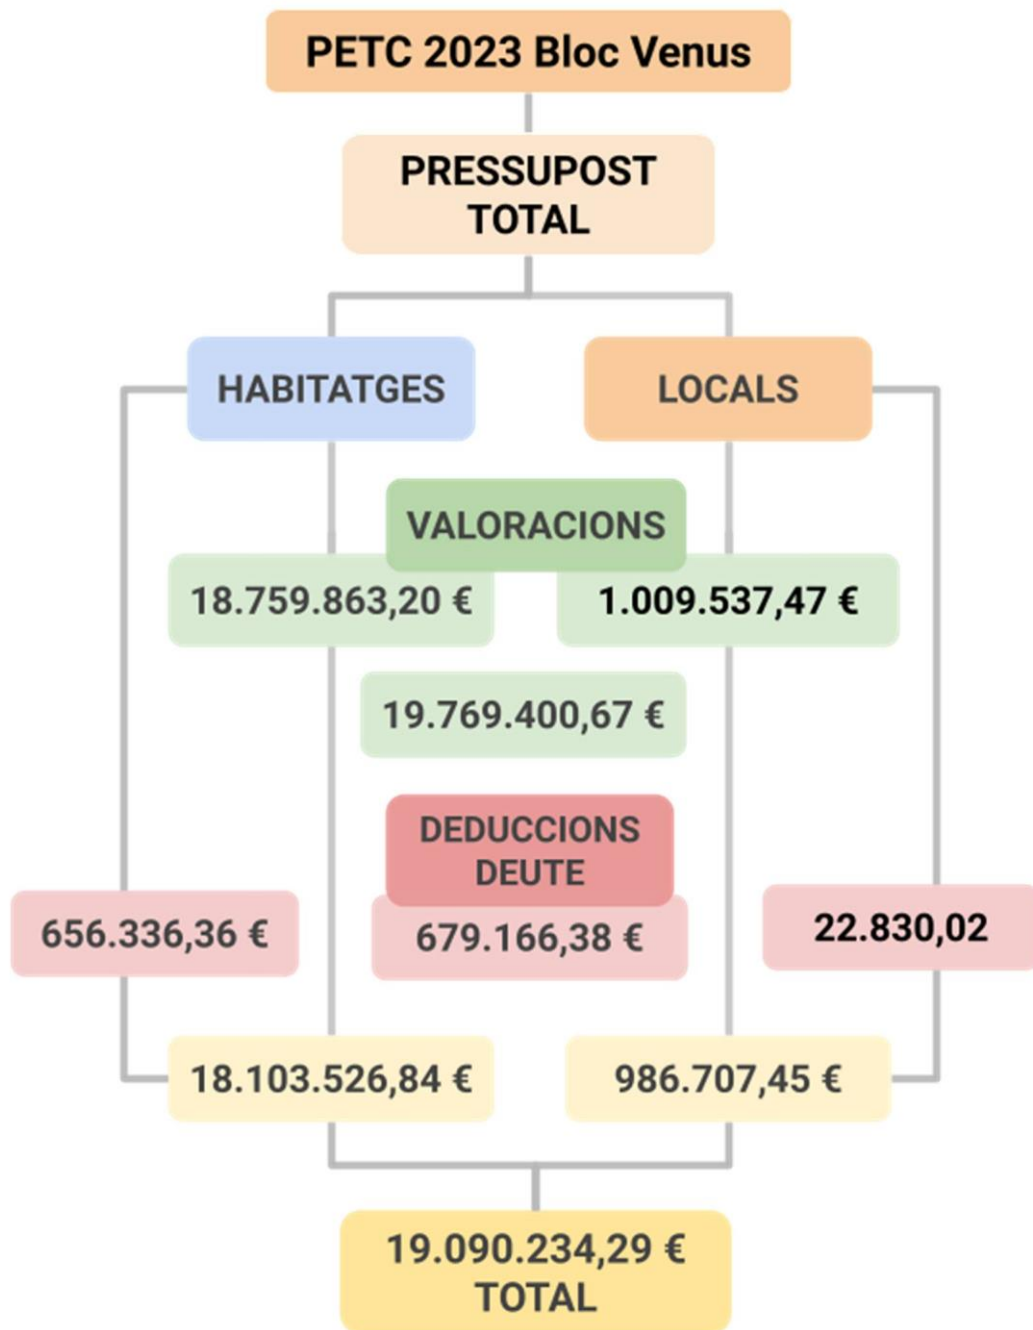 PETC 2023 Bloc Venus
PRESSUPOST
TOTAL
HABITATGES
LOCALS
VALORACIONS
18.759.863,20 €
1.009.537,47 €
19.769.400,67 €
DEDUCCIONS
DEUTE
656.336,36 €
679.166,38 €
22.830,02
18.103.526,84 €
986.707,45 €
19.090.234,29 €
TOTAL